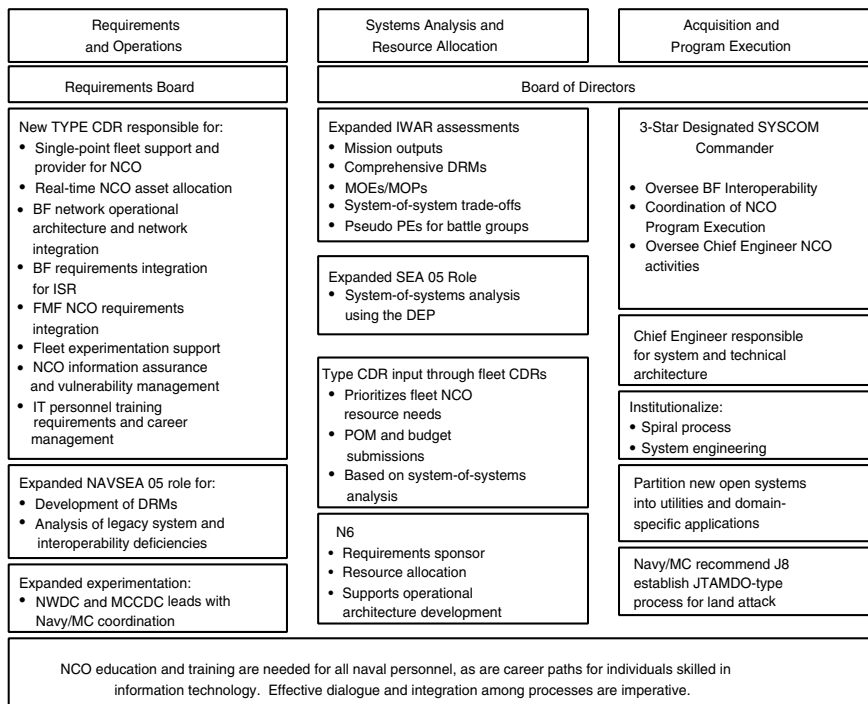 Requirements
and Operations
Systems Analysis and
Resource Allocation
Acquisition and
Program Execution
Requirements Board
Board of Directors
New TYPE CDR responsible for:
• Single-point fleet support and
provider for NCO
• Real-time NCO asset allocation
• BF network operational
architecture and network
integration
• BF requirements integration
for ISR
• FMF NCO requirements
integration
• Fleet experimentation support
• NCO information assurance
and vulnerability management
• IT personnel training
requirements and career
management
Expanded NAVSEA 05 role for:
• Development of DRMs
• Analysis of legacy system and
interoperability deficiencies
Expanded experimentation:
• NWDC and MCCDC leads with
Navy/MC coordination
Expanded IWAR assessments
• Mission outputs
• Comprehensive DRMs
• MOEs/MOPs
• System-of-system trade-offs
• Pseudo PEs for battle groups
Expanded SEA 05 Role
• System-of-systems analysis
using the DEP
Type CDR input through fleet CDRs
• Prioritizes fleet NCO
resource needs
• POM and budget
submissions
• Based on system-of-systems
analysis
N6
• Requirements sponsor
• Resource allocation
• Supports operational
architecture development
3-Star Designated SYSCOM
Commander
• Oversee BF Interoperability
• Coordination of NCO
Program Execution
• Oversee Chief Engineer NCO
activities
Chief Engineer responsible
for system and technical
architecture
Institutionalize:
• Spiral process
• System engineering
Partition new open systems
into utilities and domain-
specific applications
Navy/MC recommend J8
establish JTAMDO-type
process for land attack
NCO education and training are needed for all naval personnel, as are career paths for individuals skilled in
information technology. Effective dialogue and integration among processes are imperative.